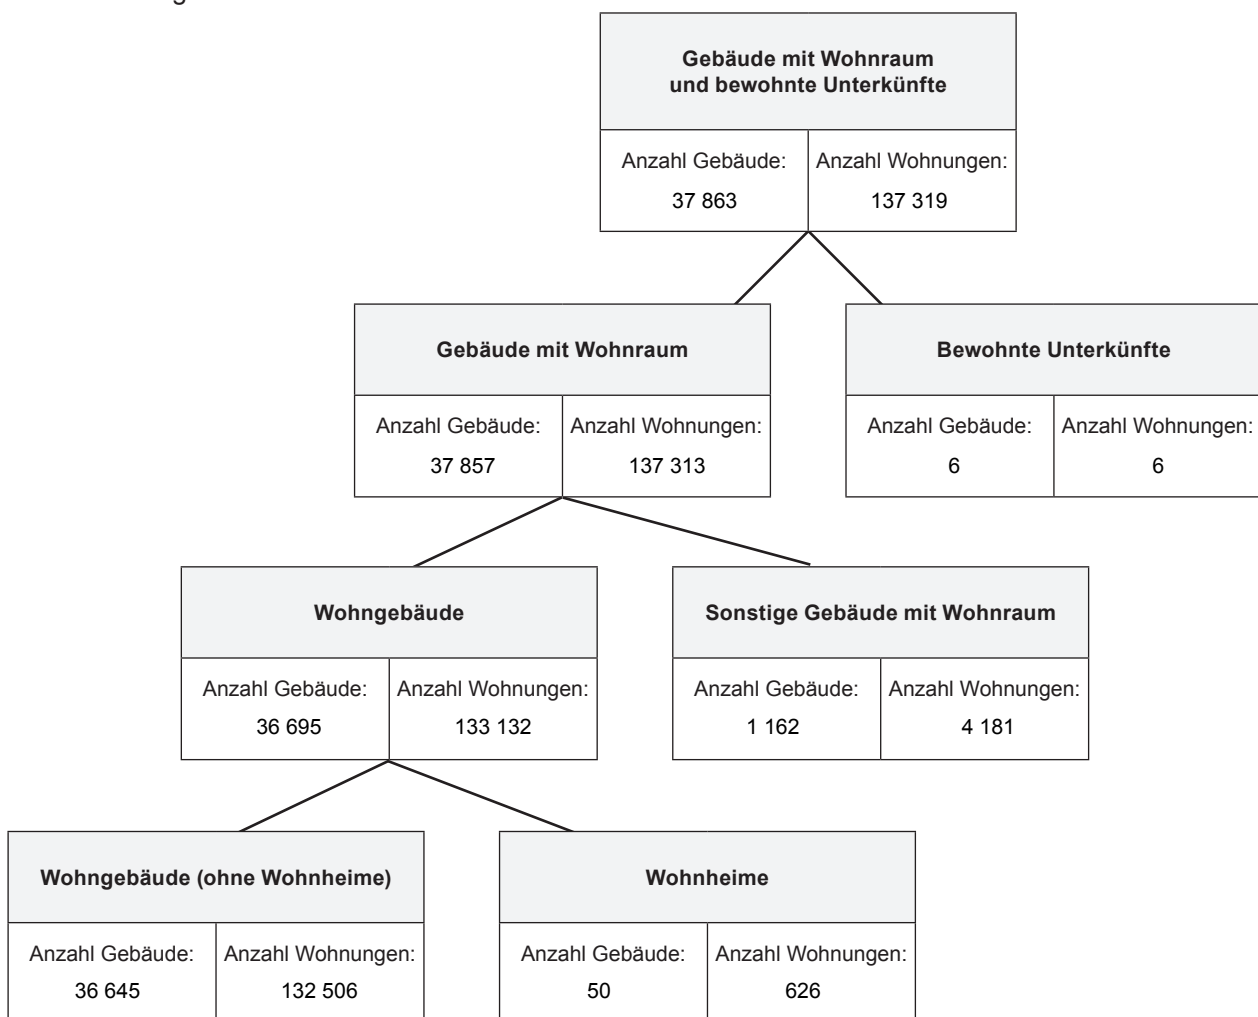 Gebäude mit Wohnraum
und bewohnte Unterkünfte
Anzahl Gebäude: Anzahl Wohnungen:
37 863 137 319
Gebäude mit Wohnraum Bewohnte Unterkünfte
Anzahl Gebäude: Anzahl Wohnungen: Anzahl Gebäude: Anzahl Wohnungen:
37 857 137 313 6 6
Wohngebäude Sonstige Gebäude mit Wohnraum
Anzahl Gebäude: Anzahl Wohnungen: Anzahl Gebäude: Anzahl Wohnungen:
36 695 133 132 1 162 4 181
Wohngebäude (ohne Wohnheime) Wohnheime
Anzahl Gebäude: Anzahl Wohnungen: Anzahl Gebäude: Anzahl Wohnungen:
36 645 132 506 50 626